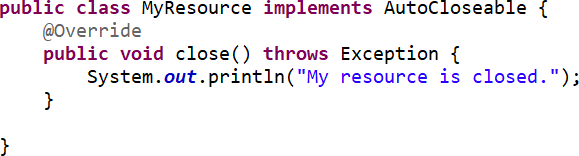 public class MyResource implements AutoCloseable {
    @Override
    public void close() throws Exception {
        System.out.println("My resource is closed.");
    }
}